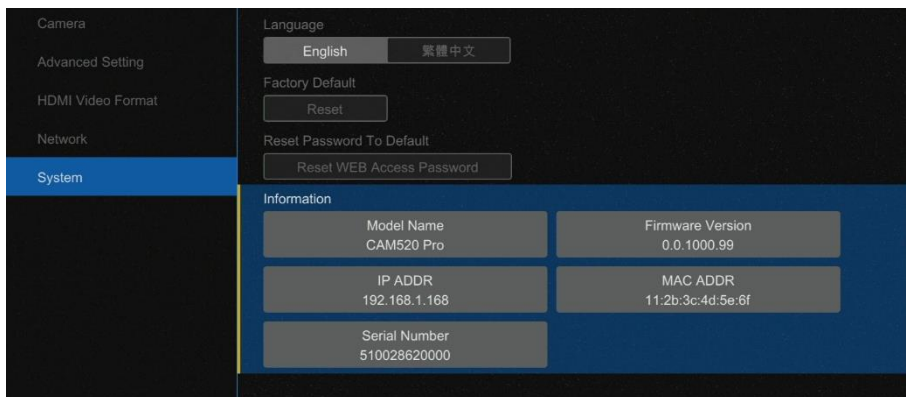 Camera
Advanced Setting
HDMI Video Format
Network
System
Language
English
繁體中文
Factory Default
Reset
Reset Password To Default
Reset WEB Access Password
Information
Model Name
CAM520 Pro
Firmware Version
0.0.1000.99
IP ADDR
192.168.1.168
MAC ADDR
11:2b:3c:4d:5e:6f
Serial Number
510028620000